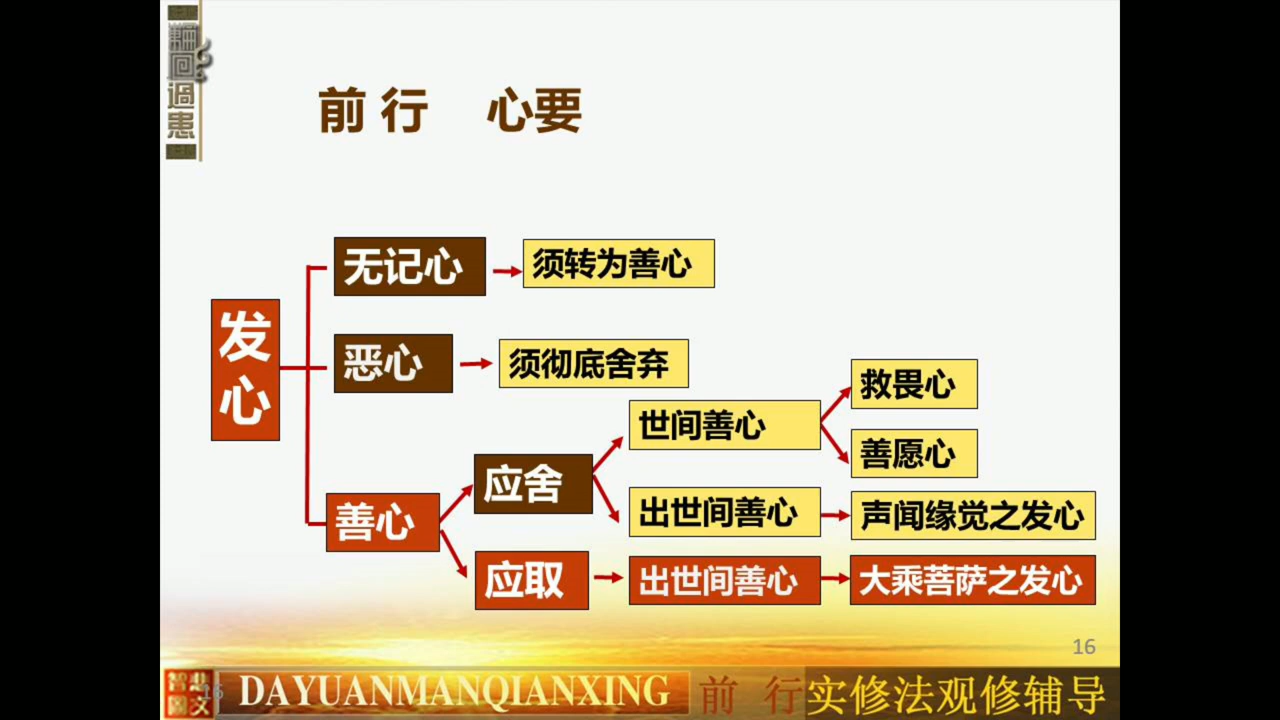 輪回過患
前行 心要
发心
无记心
须转为善心
恶心
须彻底舍弃
善心
应舍
世间善心
救畏心
善愿心
出世间善心
声闻缘觉之发心
应取
出世间善心
大乘菩萨之发心
16
16
DAYUANMANQIANXING
前 行
实修法观修辅导